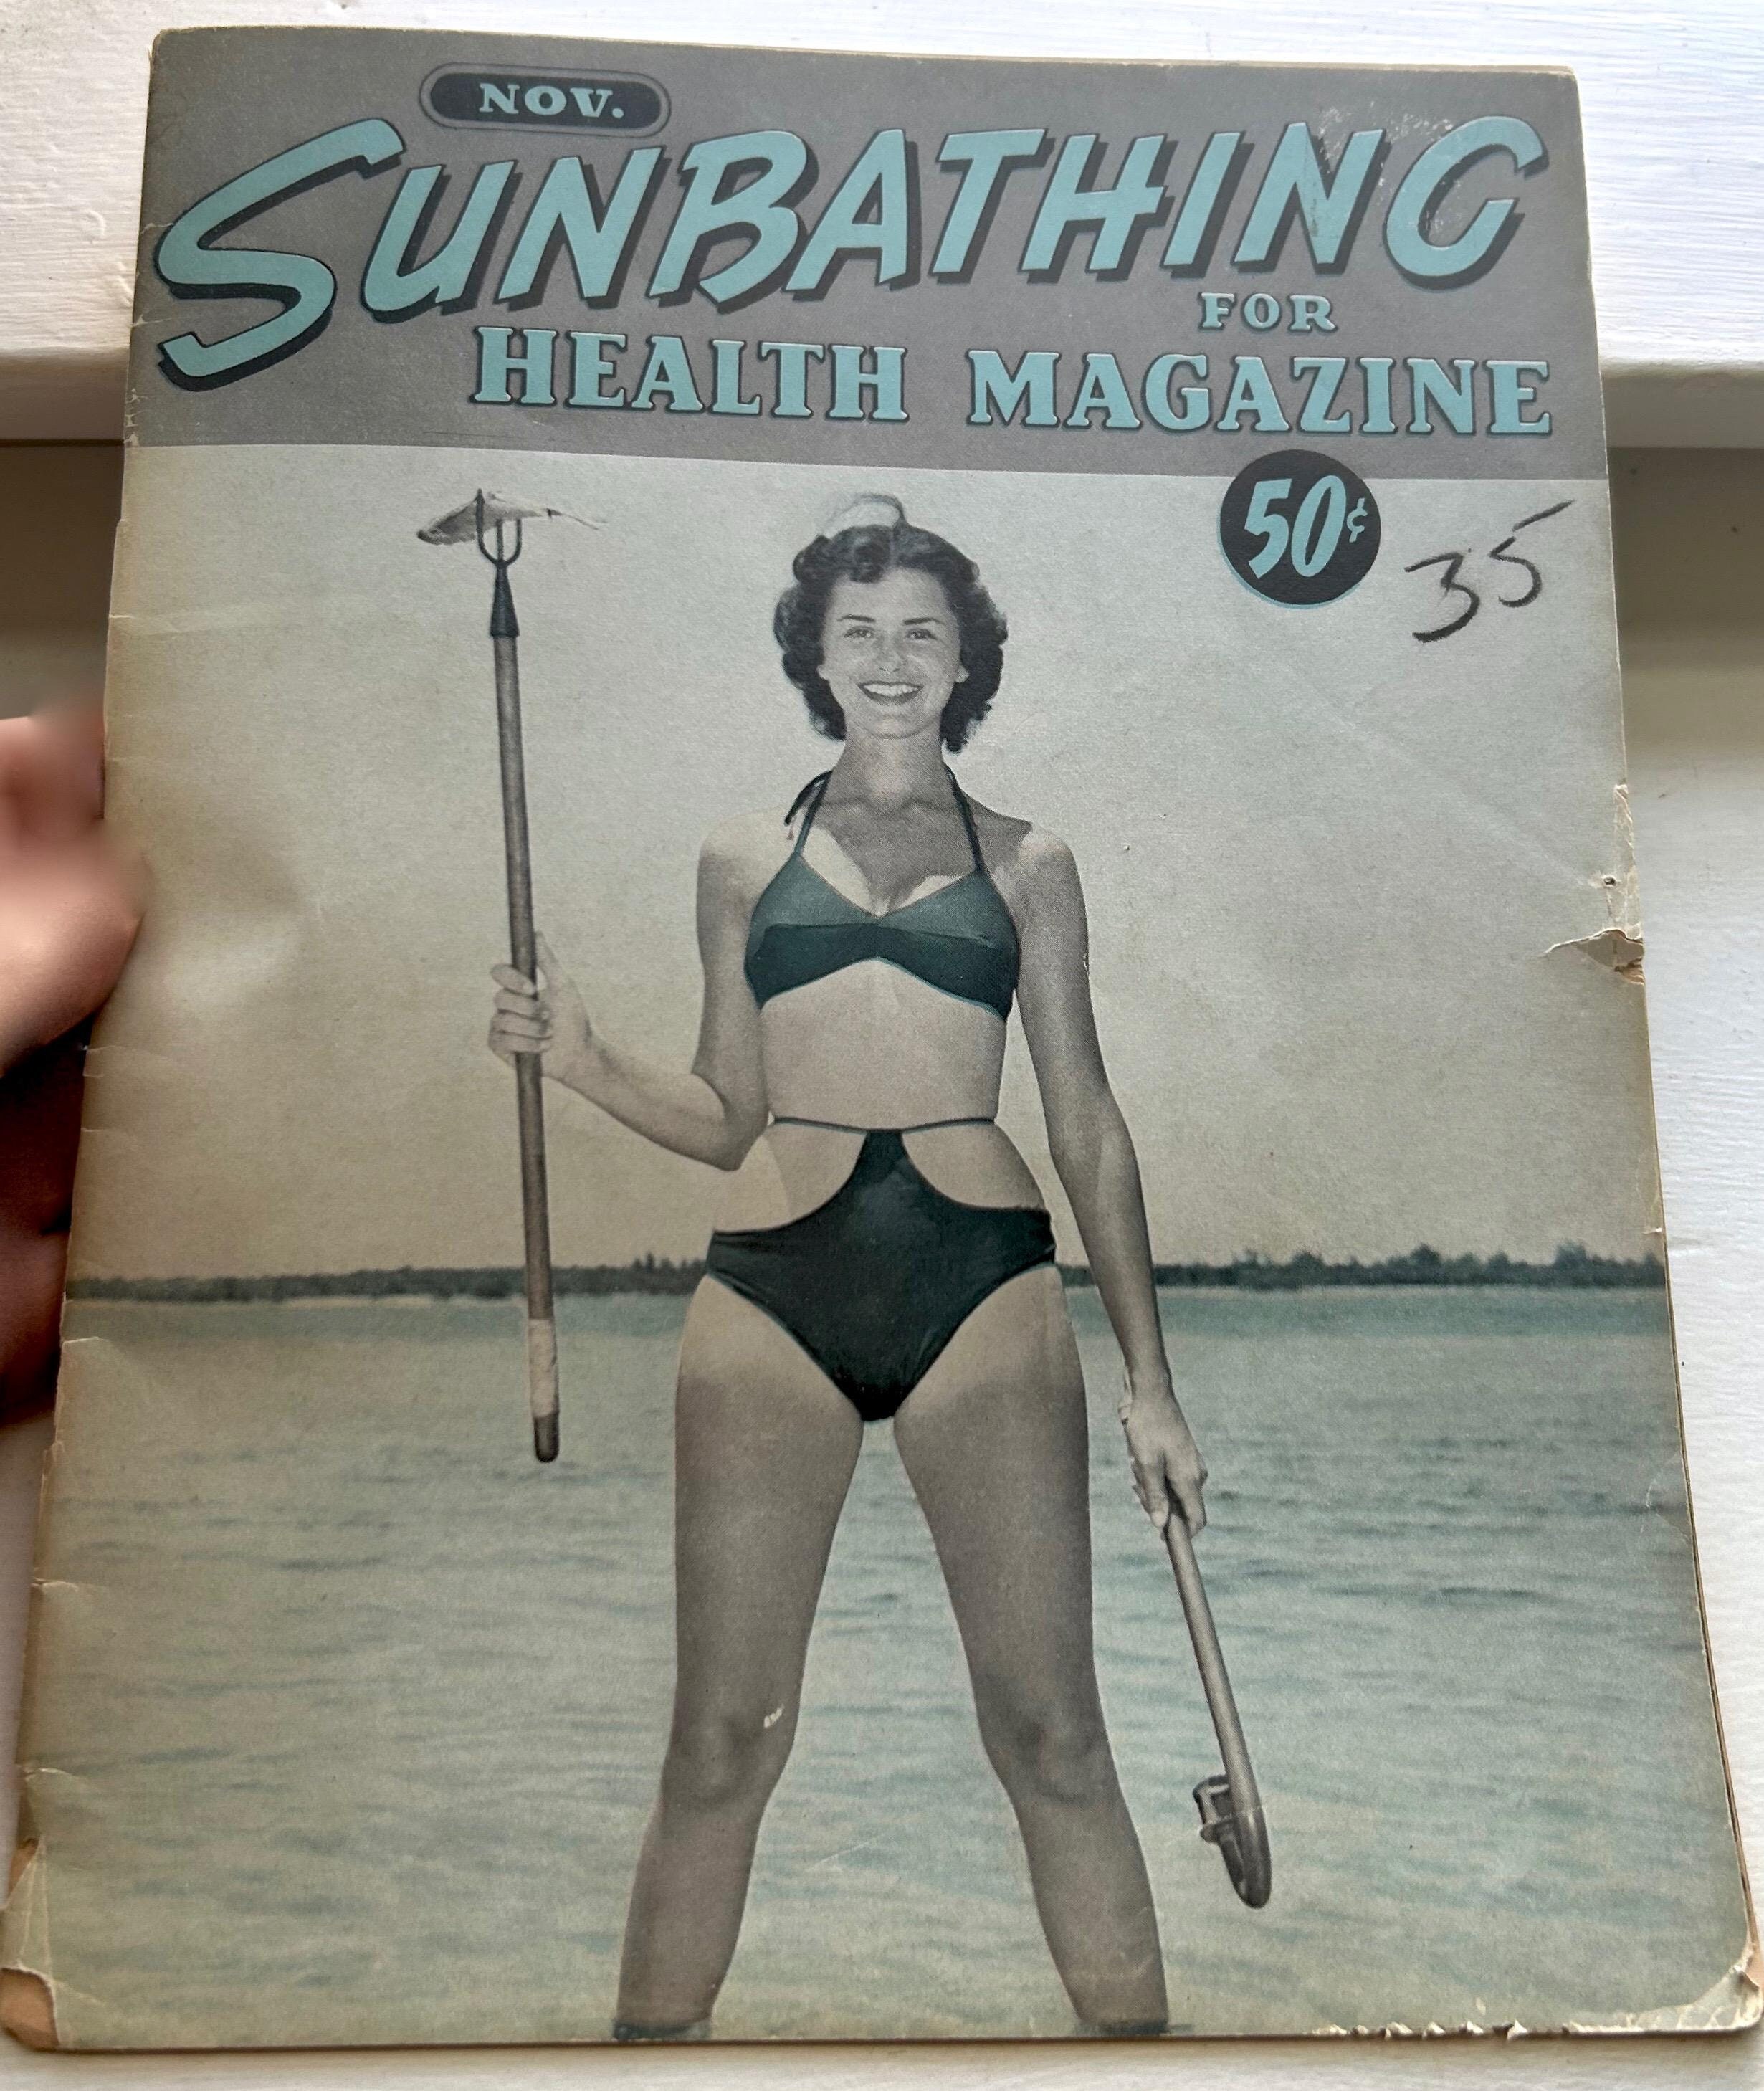 NOV.
SUNBATHING
FOR
HEALTH MAGAZINE
50¢
35